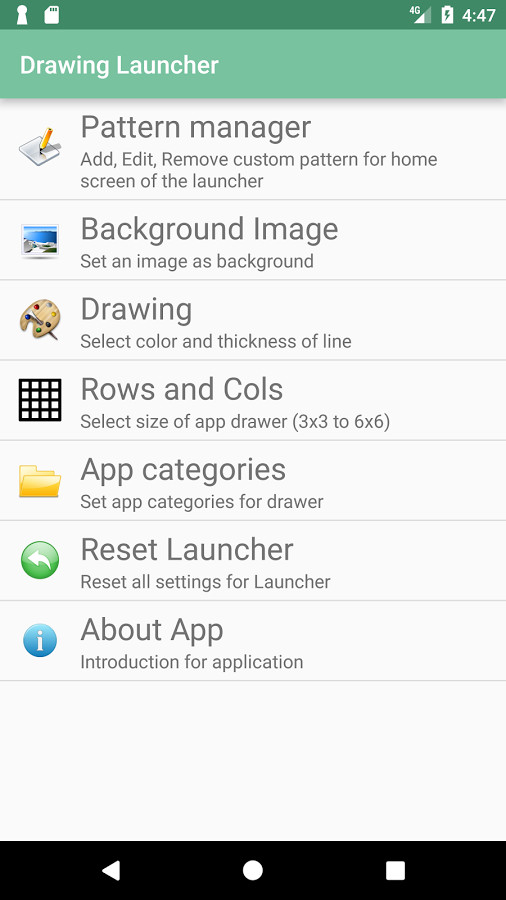 4G 4:47
Drawing Launcher
Pattern manager
Add, Edit, Remove custom pattern for home
screen of the launcher
Background Image
Set an image as background
Drawing
Select color and thickness of line
Rows and Cols
Select size of app drawer (3x3 to 6x6)
App categories
Set app categories for drawer
Reset Launcher
Reset all settings for Launcher
About App
Introduction for application